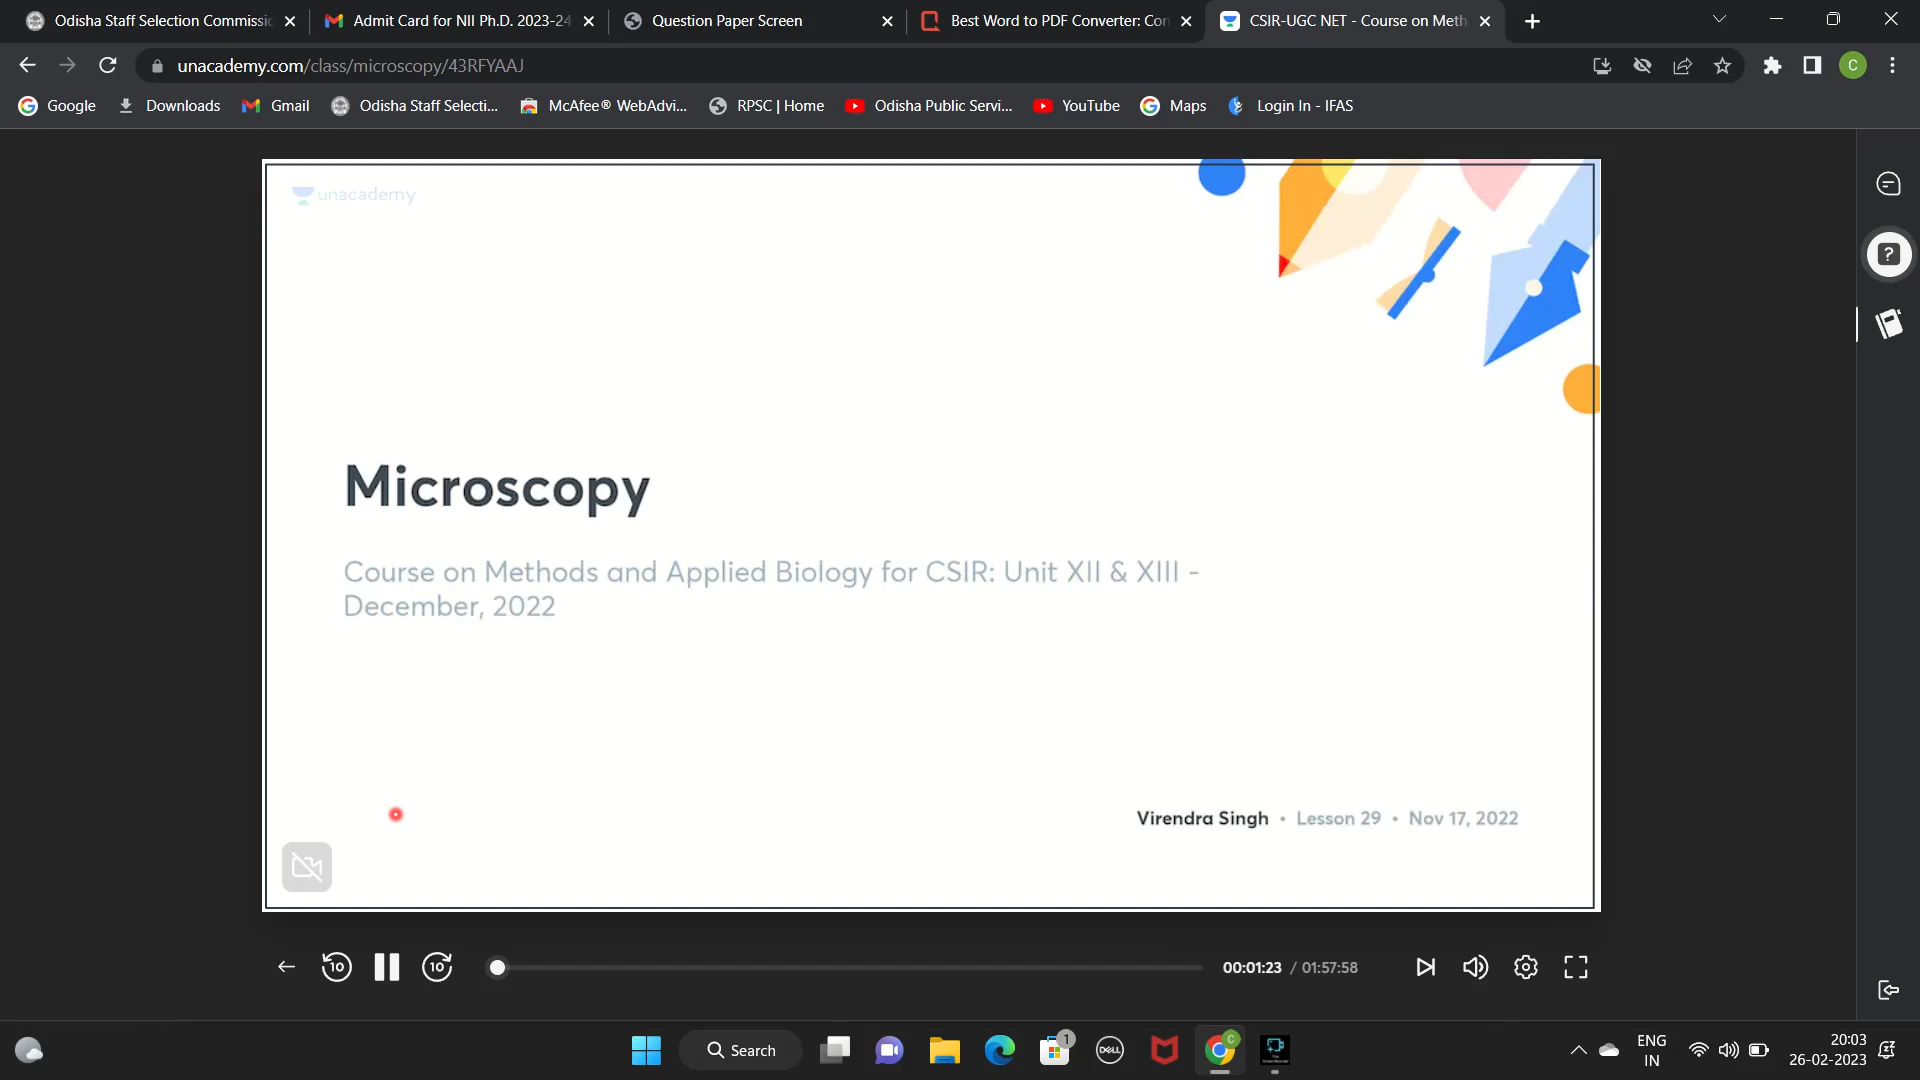 Odisha Staff Selection Commissi
Admit Card for NII Ph.D. 2023-24
Question Paper Screen
Best Word to PDF Converter: Con
CSIR-UGC NET - Course on Meth
unacademy.com/class/microscopy/43RFYAAJ
C
Google
Downloads
Gmail
Odisha Staff Selecti...
McAfee® WebAdvi...
RPSC | Home
Odisha Public Servi...
YouTube
Maps
Login In - IFAS
unacademy
Microscopy
Course on Methods and Applied Biology for CSIR: Unit XII & XIII -
December, 2022
Virendra Singh • Lesson 29 • Nov 17, 2022
10
10
00:01:23 / 01:57:58
Search
1
DELL
C
ENG
IN
20:03
26-02-2023